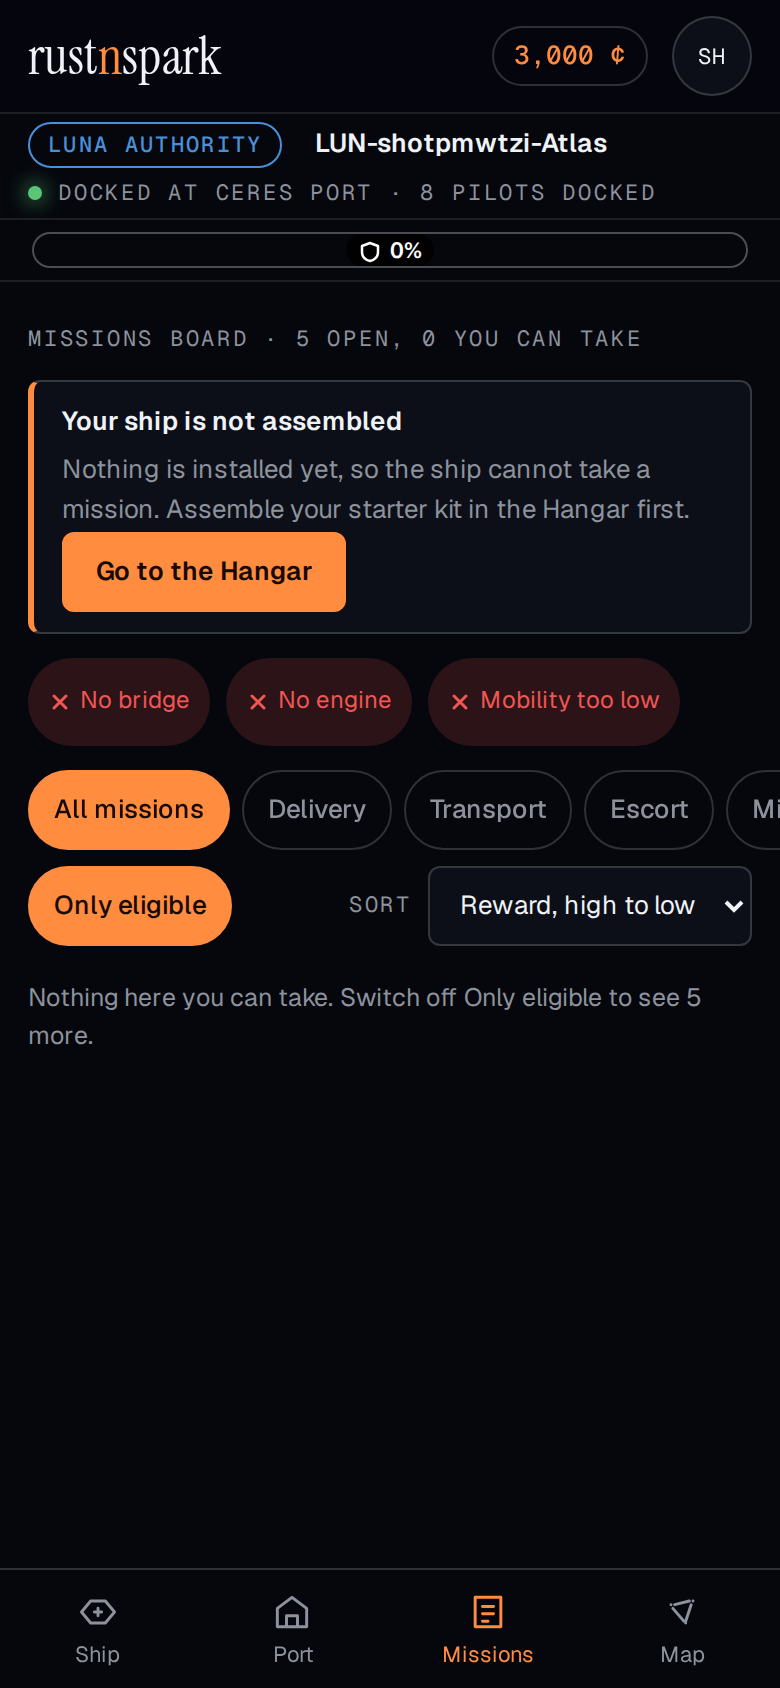 rustnspark
3,000 ¢
SH
LUNA AUTHORITY
LUN-shotpmwtzi-Atlas
DOCKED AT CERES PORT · 8 PILOTS DOCKED
0%
MISSIONS BOARD · 5 OPEN, 0 YOU CAN TAKE
Your ship is not assembled
Nothing is installed yet, so the ship cannot take a
mission. Assemble your starter kit in the Hangar first.
Go to the Hangar
No bridge
No engine
Mobility too low
All missions
Delivery
Transport
Escort
Mi
Only eligible
SORT
Reward, high to low
Nothing here you can take. Switch off Only eligible to see 5
more.
Ship
Port
Missions
Map